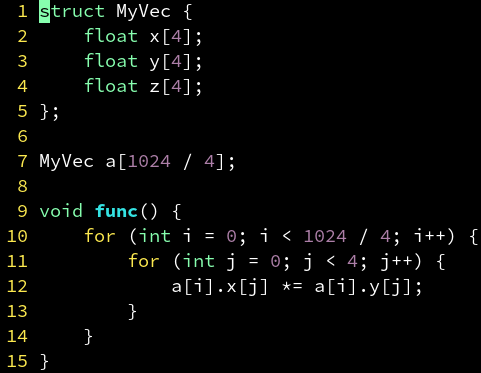 1 struct MyVec {
2     float x[4];
3     float y[4];
4     float z[4];
5 };
6
7 MyVec a[1024 / 4];
8
9 void func() {
10     for (int i = 0; i < 1024 / 4; i++) {
11         for (int j = 0; j < 4; j++) {
12             a[i].x[j] *= a[i].y[j];
13         }
14     }
15 }